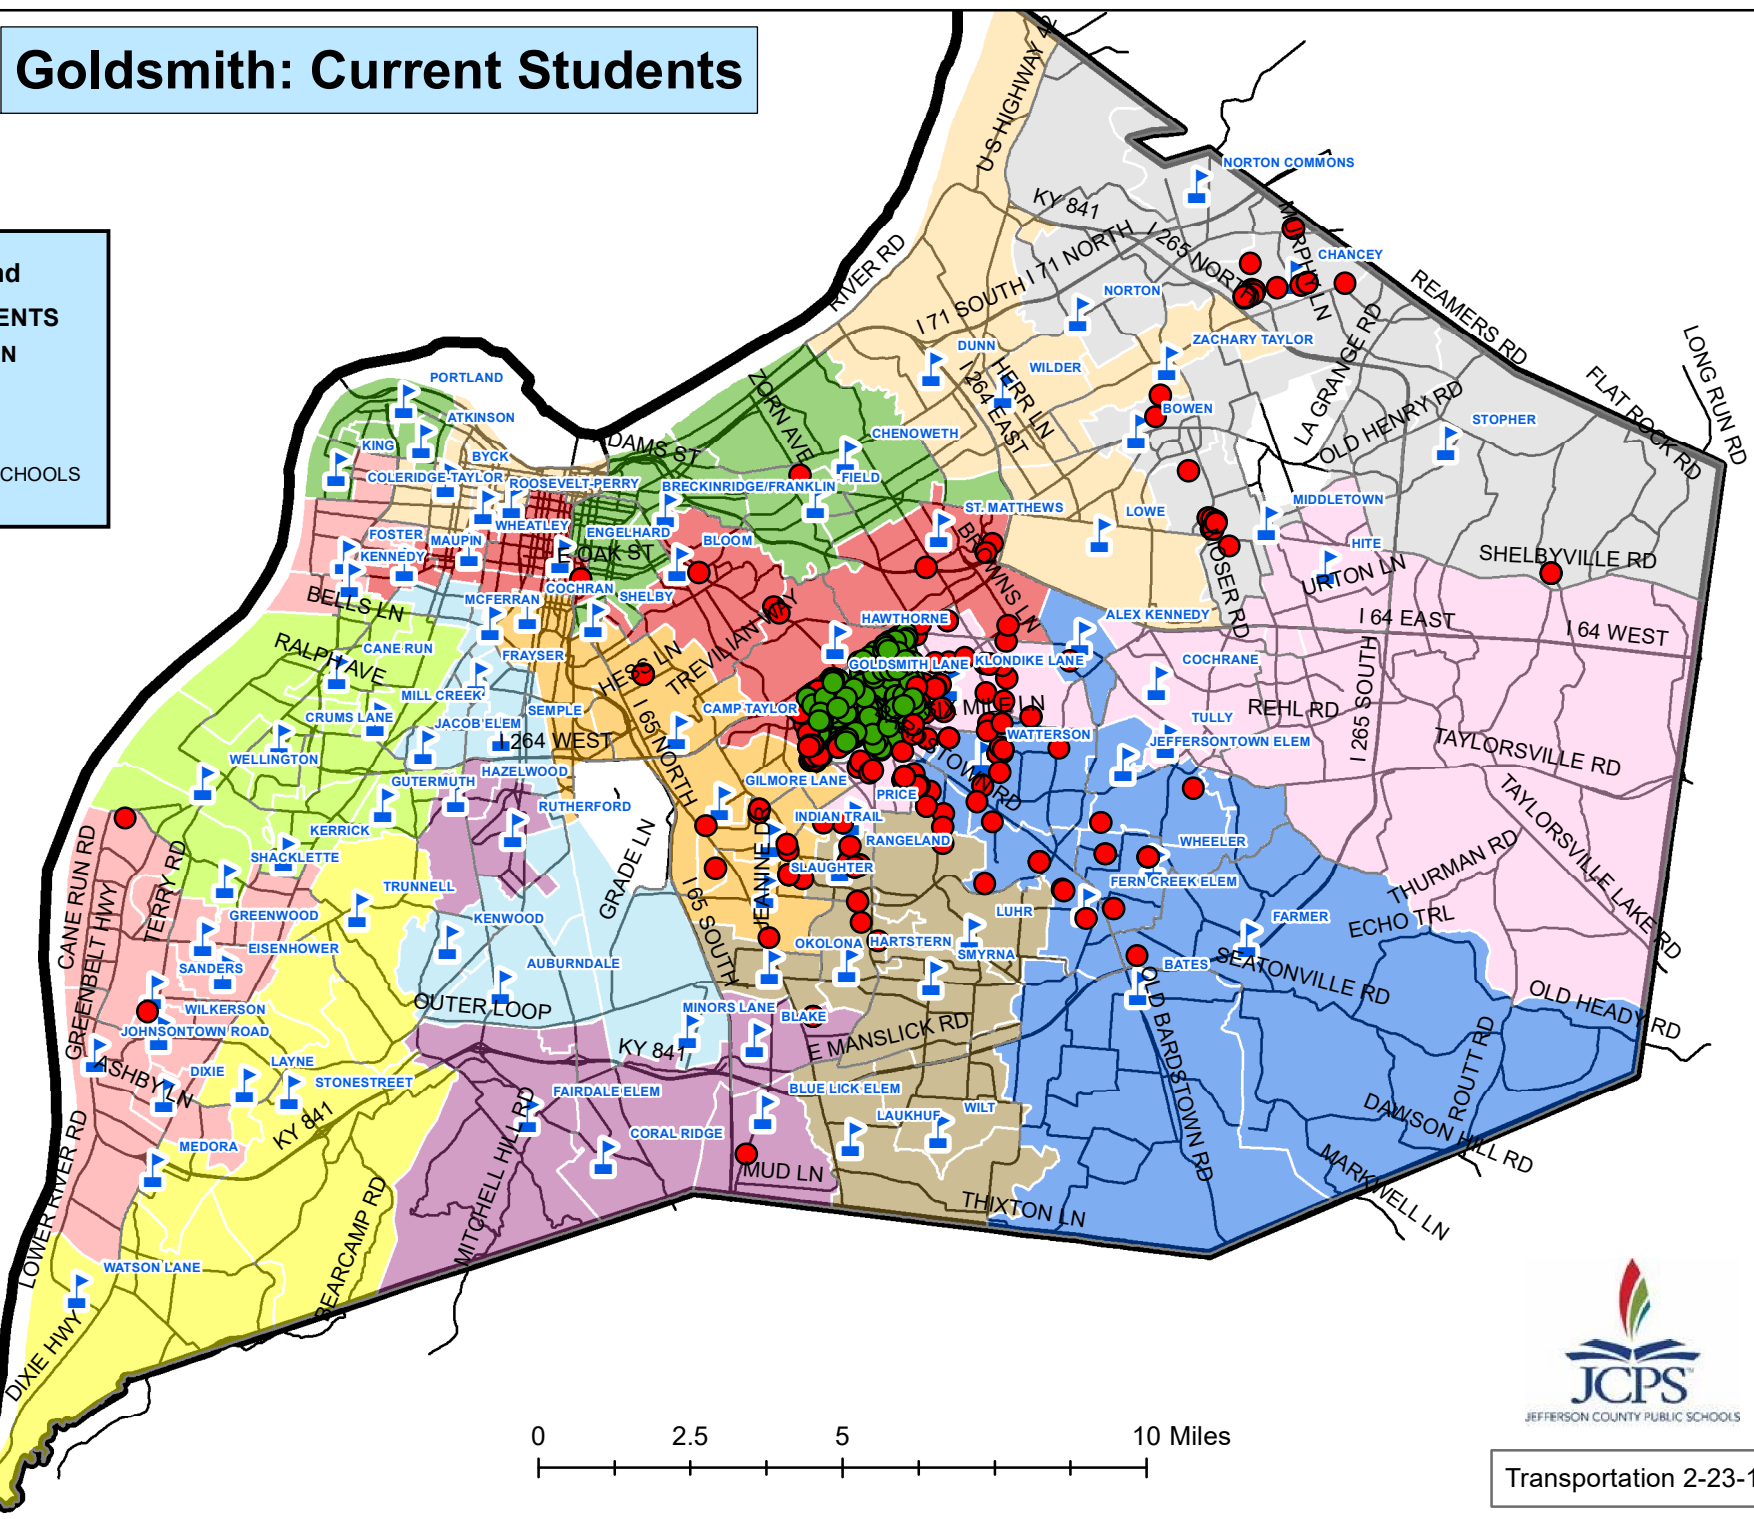 Goldsmith: Current Students
nd
ENTS
N
CHOOLS
U S HIGHWAY 42
NORTON COMMONS
KY 841
MURPHY LN
I 265 NORTH
I 71 NORTH
CHANCEY
RIVER RD
REAMERS RD
I 71 SOUTH
NORTON
LA GRANGE RD
LONG RUN RD
ZACHARY TAYLOR
DUNN
HERR LN
WILDER
I 264 EAST
FLAT ROCK RD
PORTLAND
ZORN AVE
OLD HENRY RD
BOWEN
STOPHER
ATKINSON
ADAMS ST
CHENOWETH
KING
BYCK
COLERIDGE-TAYLOR
ROOSEVELT-PERRY
BRECKINRIDGE/FRANKLIN
FIELD
MIDDLETOWN
ST. MATTHEWS
LOWE
WHEATLEY
FOSTER
MAUPIN
ENGELHARD
BLOOM
HITE
E OAK ST
BROWNS LN
KENNEDY
SHELBYVILLE RD
MOSER RD
URTON LN
BELLS LN
COCHRAN
SHELBY
MCFERRAN
TREVILIAN WAY
HAWTHORNE
ALEX KENNEDY
I 64 EAST
I 64 WEST
RALPH AVE
CANE RUN
FRAYSER
HESS LN
GOLDSMITH LANE
KLONDIKE LANE
COCHRANE
MILL CREEK
SEMPLE
CAMP TAYLOR
MILE LN
REHL RD
I 265 SOUTH
CRUMS LANE
JACOB ELEM
I 65 NORTH
TULLY
WATTERSON
I 264 WEST
JEFFERSONTOWN ELEM
TAYLORSVILLE RD
WELLINGTON
HAZELWOOD
GUTERMUTH
GILMORE LANE
PRICE
RUTHERFORD
INDIAN TRAIL
TAYLORSVILLE LAKE RD
KERRICK
CANE RUN RD
GRADE LN
JEANINE DR
RANGELAND
WHEELER
SHACKLETTE
SLAUGHTER
THURMAN RD
TERRY RD
TRUNNELL
FERN CREEK ELEM
GREENBELT HWY
I 65 SOUTH
GREENWOOD
KENWOOD
LUHR
FARMER
ECHO TRL
EISENHOWER
OKOLONA
HARTSTERN
SMYRNA
SANDERS
AUBURNDALE
BATES
SEATONVILLE RD
WILKERSON
OUTER LOOP
MINORS LANE
BLAKE
OLD HEADY RD
JOHNSONTOWN ROAD
E MANSLICK RD
KY 841
OLD BARDSTOWN RD
ASHBY LN
DIXIE
LAYNE
STONESTREET
FAIRDALE ELEM
BLUE LICK ELEM
ROUTT RD
LAUKHUF
WILT
DAWSON HILL RD
KY 841
CORAL RIDGE
MEDORA
LOWER RIVER RD
MITCHELL HILL RD
MUD LN
MARKWELL LN
BEARCAMP RD
THIXTON LN
WATSON LANE
DIXIE HWY
JCPS
JEFFERSON COUNTY PUBLIC SCHOOLS
0 2.5 5 10 Miles
Transportation 2-23-1